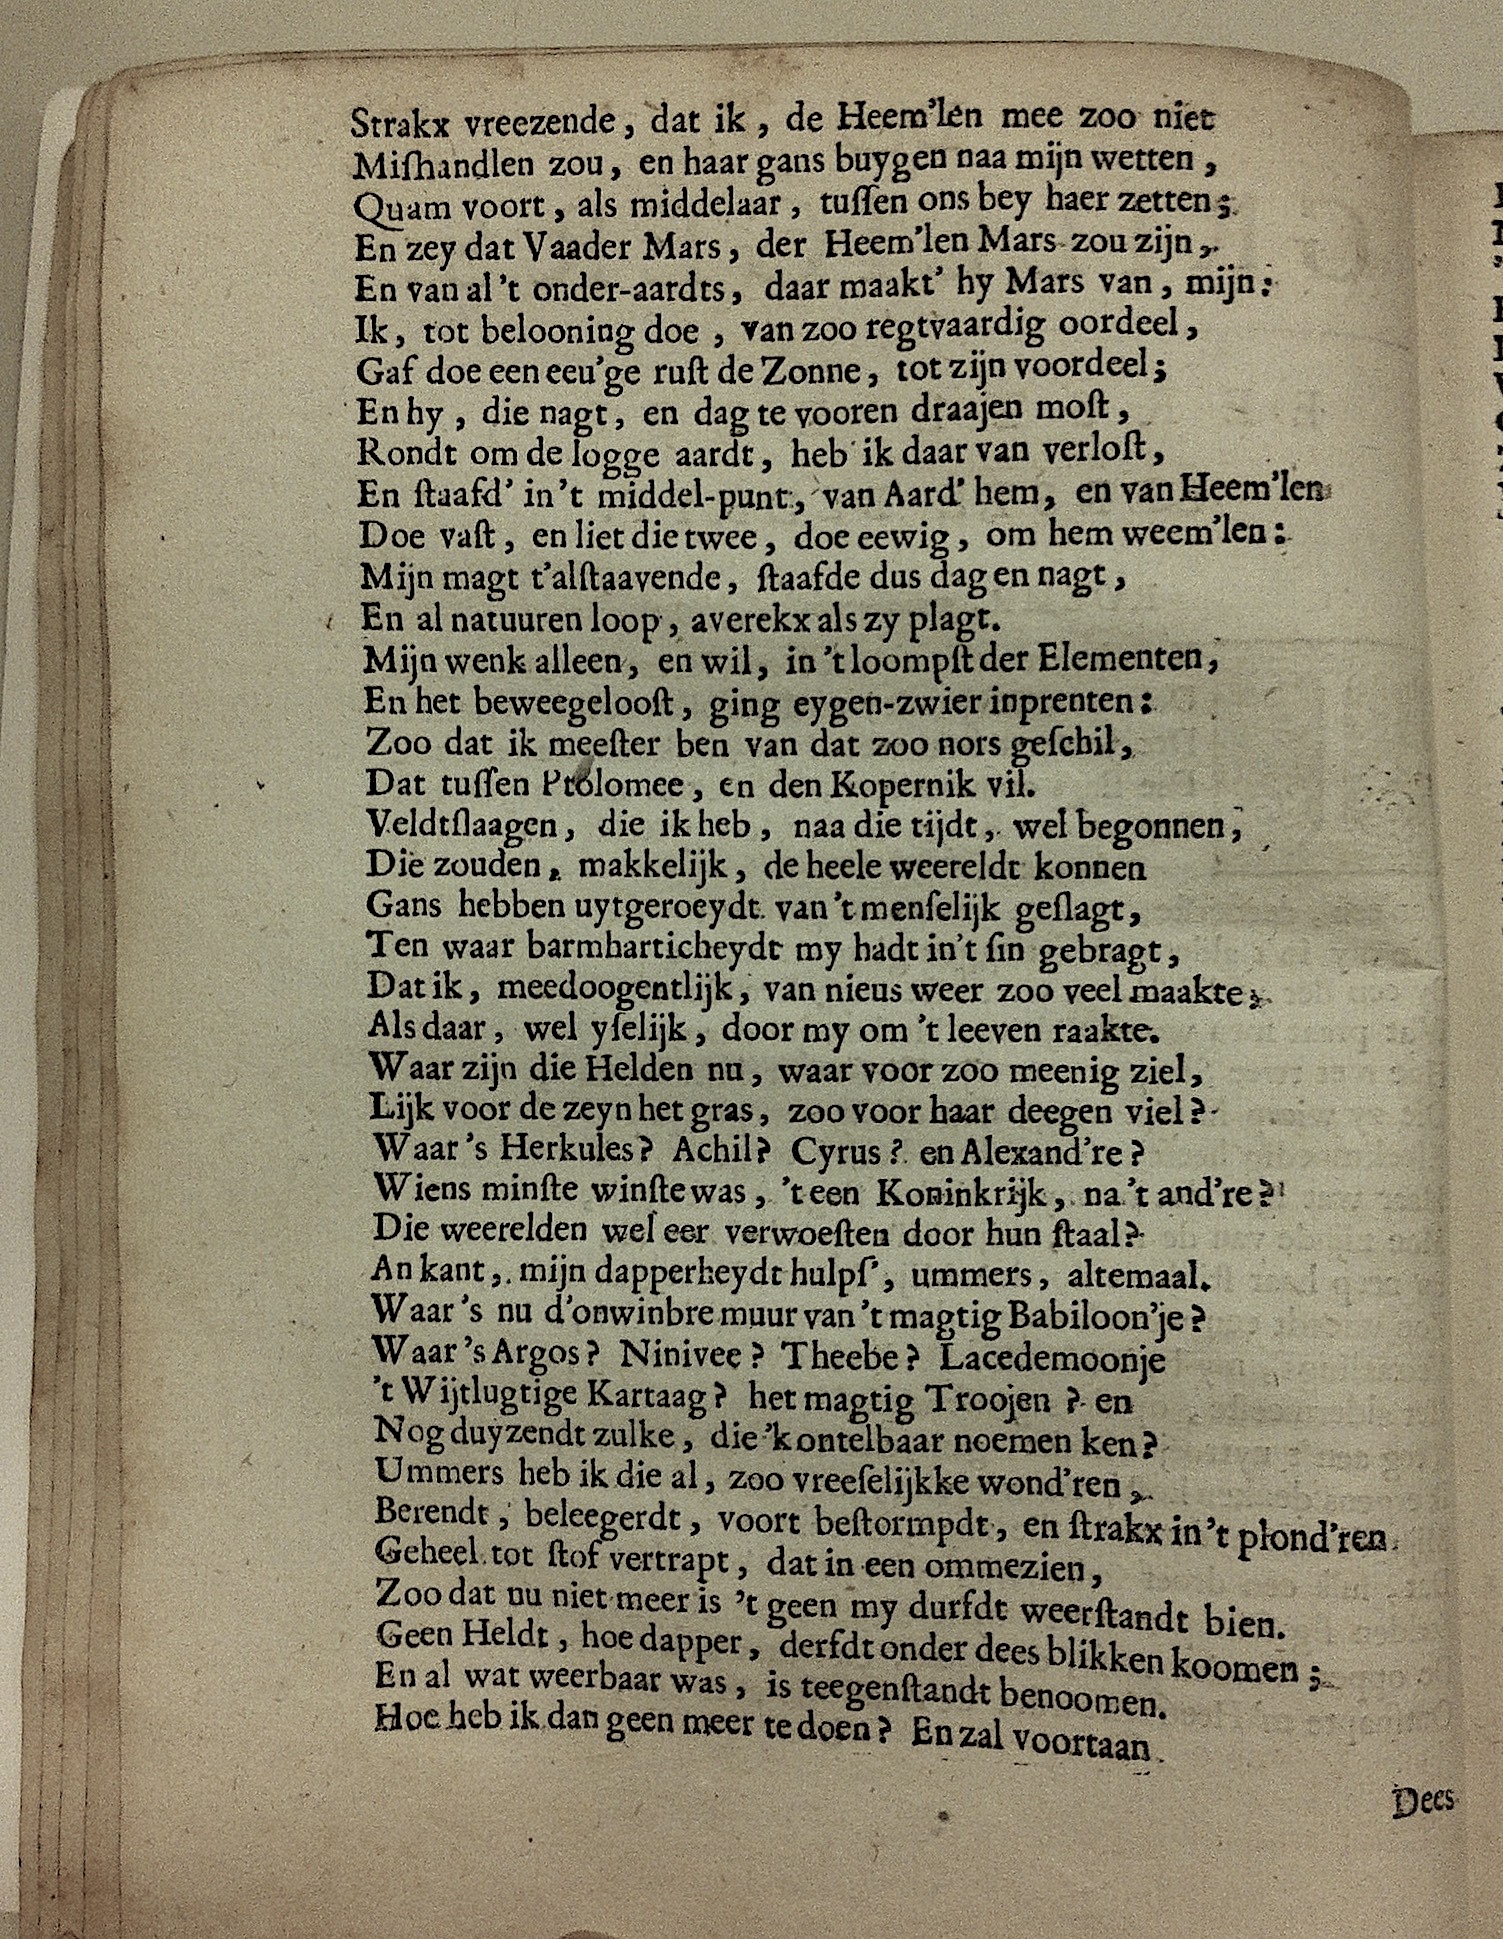 Strakx vreezende, dat ik, de Heem'len mee zoo niet
Miſhandlen zou, en haar gans buygen naa mijn wetten,
Quam voort, als middelaar, tuſſen ons bey haer zetten;
En zey dat Vaader Mars, der Heem'len Mars zou zijn,
En van al 't onder-aardts, daar maakt' hy Mars van, mijn:
Ik, tot belooning doe, van zoo regtvaardig oordeel,
Gaf doe een eeu'ge ruſt de Zonne, tot zijn voordeel;
En hy, die nagt, en dag te vooren draajen moſt,
Rondt om de logge aardt, heb ik daar van verloſt,
En ſtaafd' in 't middel-punt, van Aard' hem, en van Heem'len
Doe vaſt, en liet die twee, doe eewig, om hem weem'len:
Mijn magt t'alſtaavende, ſtaafde dus dag en nagt,
En al natuuren loop, averekx als zy plagt.
Mijn wenk alleen, en wil, in 't loompſt der Elementen,
En het beweegelooſt, ging eygen-zwier inprenten:
Zoo dat ik meeſter ben van dat zoo nors geſchil,
Dat tuſſen Ptolomee, en den Kopernik vil.
Veldtſlaagen, die ik heb, naa die tijdt, wel begonnen,
Die zouden, makkelijk, de heele weereldt konnen
Gans hebben uytgeroeydt van 't menſelijk geſlagt,
Ten waar barmharticheydt my hadt in't ſin gebragt,
Dat ik, meedoogentlijk, van nieus weer zoo veel maakte,
Als daar, wel yſelijk, door my om 't leeven raakte.
Waar zijn die Helden nu, waar voor zoo meenig ziel,
Lijk voor de zeyn het gras, zoo voor haar deegen viel?
Waar 's Herkules? Achil? Cyrus? en Alexand're?
Wiens minſte winſte was, 't een Koninkrijk, na 't and're?
Die weerelden wel eer verwoeſten door hun ſtaal?
An kant, mijn dapperheydt hulpſ', ummers, altemaal.
Waar 's nu d'onwinbre muur van 't magtig Babiloon'je?
Waar 's Argos? Ninivee? Theebe? Lacedemoonje
't Wijtlugtige Kartaag? het magtig Troojen? en
Nog duyzendt zulke, die 'k ontelbaar noemen ken?
Ummers heb ik die al, zoo vreeſelijkke wond'ren,
Berendt, beleegerdt, voort beſtormpdt, en ſtrakx in 't plond'ren
Geheel tot ſtof vertrapt, dat in een ommezien,
Zoo dat nu niet meer is 't geen my durfdt weerſtandt bien.
Geen Heldt, hoe dapper, derfdt onder dees blikken koomen;
En al wat weerbaar was, is teegenſtandt benoomen.
Hoe heb ik dan geen meer te doen? En zal voortaan
Dees